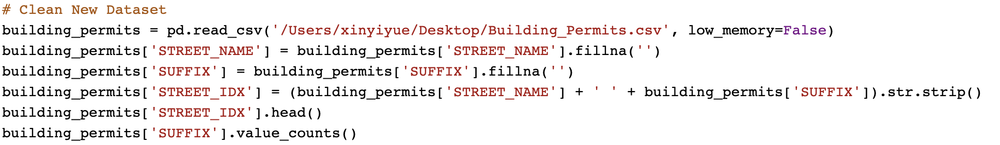 # Clean New Dataset
building_permits = pd.read_csv('/Users/xinyiyue/Desktop/Building_Permits.csv', low_memory=False)
building_permits['STREET_NAME'] = building_permits['STREET_NAME'].fillna('')
building_permits['SUFFIX'] = building_permits['SUFFIX'].fillna('')
building_permits['STREET_IDX'] = (building_permits['STREET_NAME'] + ' ' + building_permits['SUFFIX']).str.strip()
building_permits['STREET_IDX'].head()
building_permits['SUFFIX'].value_counts()